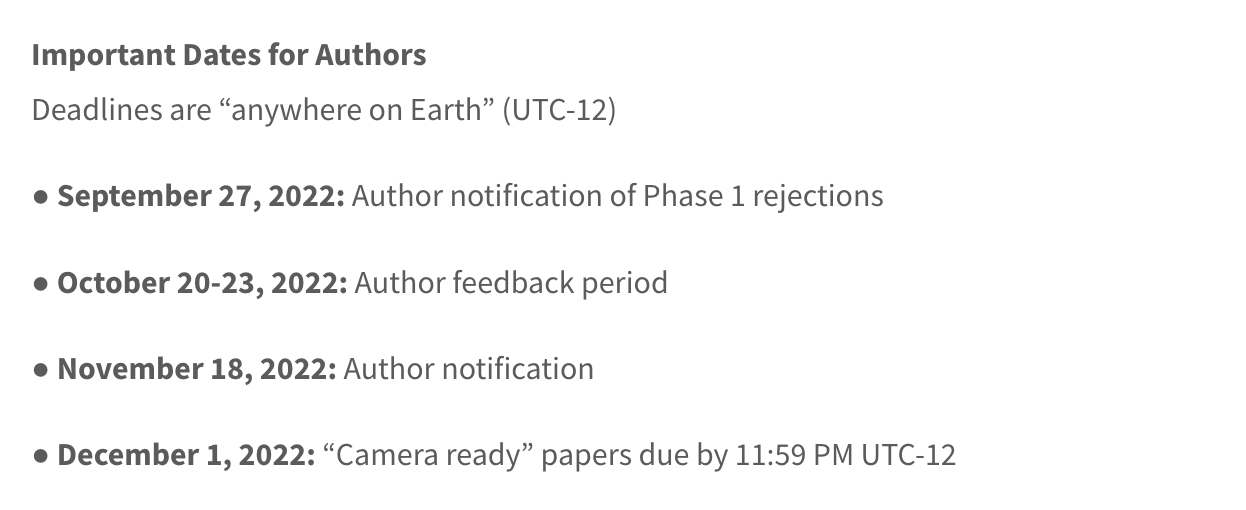 Important Dates for Authors
Deadlines are “anywhere on Earth” (UTC-12)
● September 27, 2022: Author notification of Phase 1 rejections
● October 20-23, 2022: Author feedback period
● November 18, 2022: Author notification
● December 1, 2022: “Camera ready” papers due by 11:59 PM UTC-12